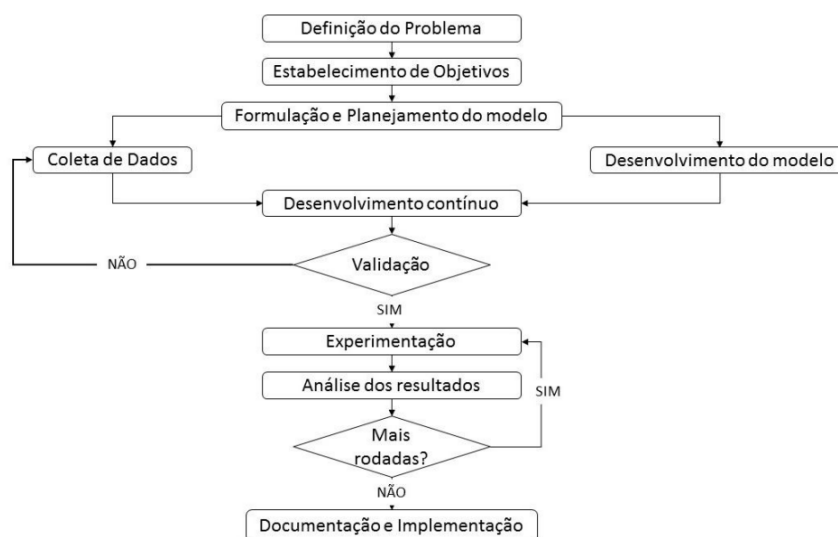 Definição do Problema
Estabelecimento de Objetivos
Formulação e Planejamento do modelo
Coleta de Dados
Desenvolvimento do modelo
Desenvolvimento contínuo
NÃO
Validação
SIM
Experimentação
Análise dos resultados
SIM
Mais
rodadas?
NÃO
Documentação e Implementação